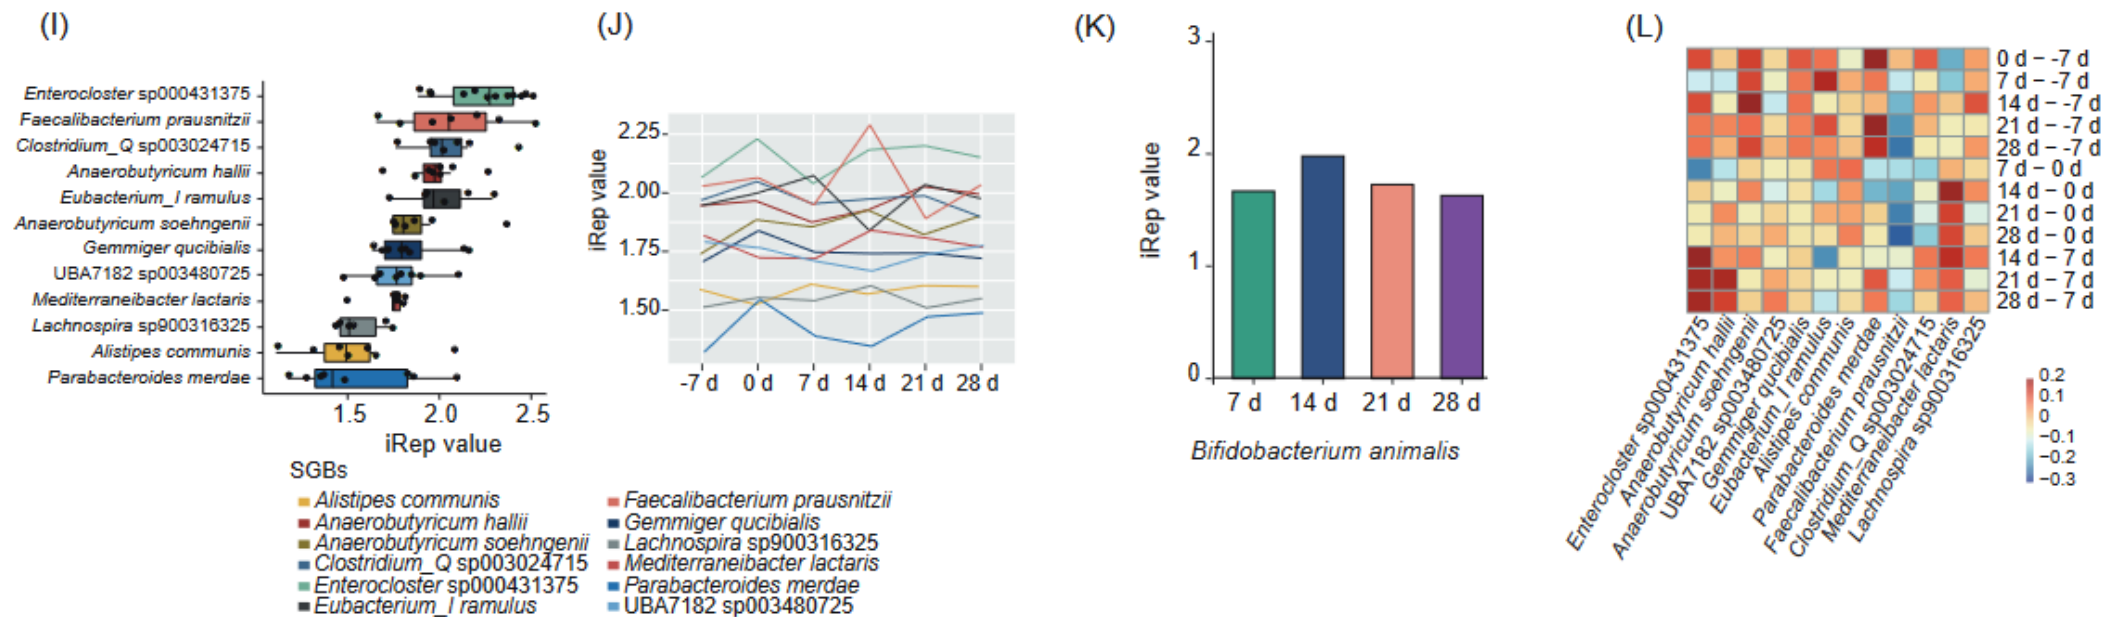 (I)
Enterocloster sp000431375
Faecalibacterium prausnitzii
Clostridium_Q sp003024715
Anaerobutyricum hallii
Eubacterium_I ramulus
Anaerobutyricum soehngenii
Gemmiger qucibialis
UBA7182 sp003480725
Mediterraneibacter lactaris
Lachnospira sp900316325
Alistipes communis
Parabacteroides merdae
1.5 2.0 2.5
iRep value
SGBs
Alistipes communis
Anaerobutyricum hallii
Anaerobutyricum soehngenii
Clostridium_Q sp003024715
Enterocloster sp000431375
Eubacterium_I ramulus
Faecalibacterium prausnitzii
Gemmiger qucibialis
Lachnospira sp900316325
Mediterraneibacter lactaris
Parabacteroides merdae
UBA7182 sp003480725
(J)
iRep value
2.25
2.00
1.75
1.50
-7 d 0 d 7 d 14 d 21 d 28 d
(K)
iRep value
3
2
1
0
7 d 14 d 21 d 28 d
Bifidobacterium animalis
(L)
0 d − -7 d
7 d − -7 d
14 d − -7 d
21 d − -7 d
28 d − -7 d
7 d − 0 d
14 d − 0 d
21 d − 0 d
28 d − 0 d
14 d − 7 d
21 d − 7 d
28 d − 7 d
Enterocloster sp000431375
Anaerobutyricum hallii
Anaerobutyricum soehngenii
UBA7182 sp003480725
Gemmiger qucibialis
Eubacterium_I ramulus
Alistipes communis
Parabacteroides merdae
Faecalibacterium prausnitzii
Clostridium_Q sp003024715
Mediterraneibacter lactaris
Lachnospira sp900316325
0.2
0.1
0
−0.1
−0.2
−0.3